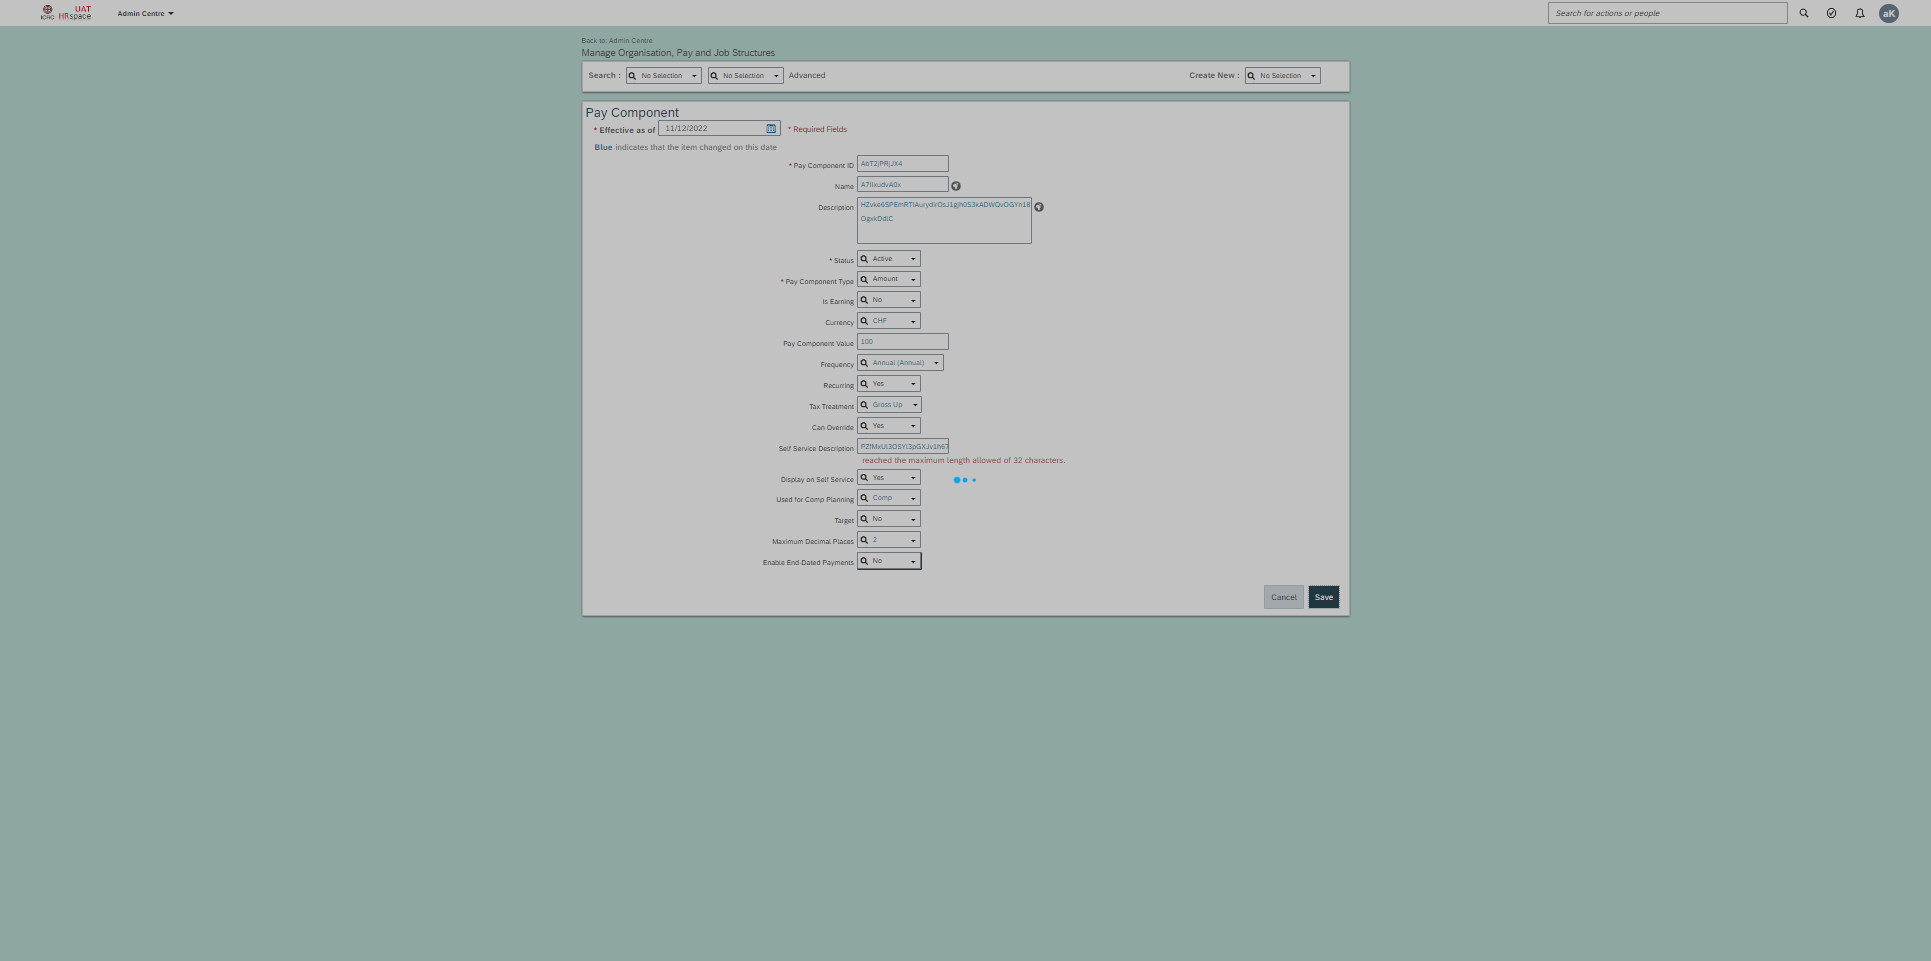 ICRC
UAT
HRspace
Admin Centre
Search for actions or people
aK
Back to: Admin Centre
Manage Organisation, Pay and Job Structures
Search : No Selection No Selection Advanced
Create New : No Selection
Pay Component
* Effective as of 11/12/2022 * Required Fields
Blue indicates that the item changed on this date
* Pay Component ID AbT2jPRjJX4
Name
Description
OgxkDdlC
* Status Active
* Pay Component Type Amount
Is Earning No
Currency CHF
Pay Component Value 100
Frequency Annual (Annual)
Recurring Yes
Tax Treatment Gross Up
Can Override Yes
Self Service Description
reached the maximum length allowed of 32 characters.
Display on Self Service Yes
Used for Comp Planning Comp
Target No
Maximum Decimal Places 2
Enable End-Dated Payments No
Cancel Save